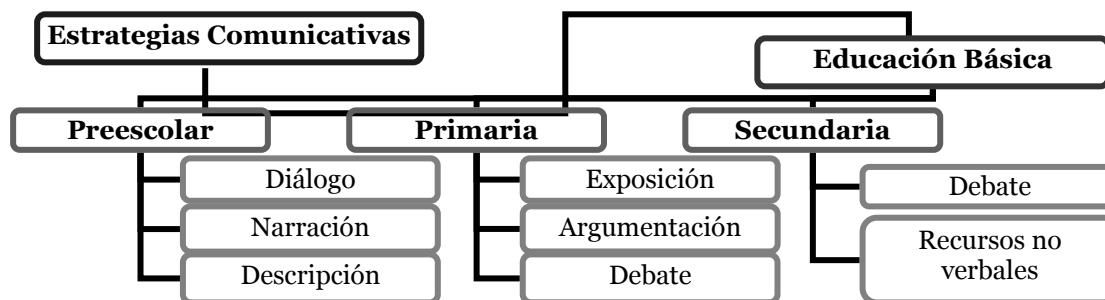 Estrategias Comunicativas
Educación Básica
Preescolar
Primaria
Secundaria
Diálogo
Narración
Descripción
Exposición
Argumentación
Debate
Debate
Recursos no
verbales